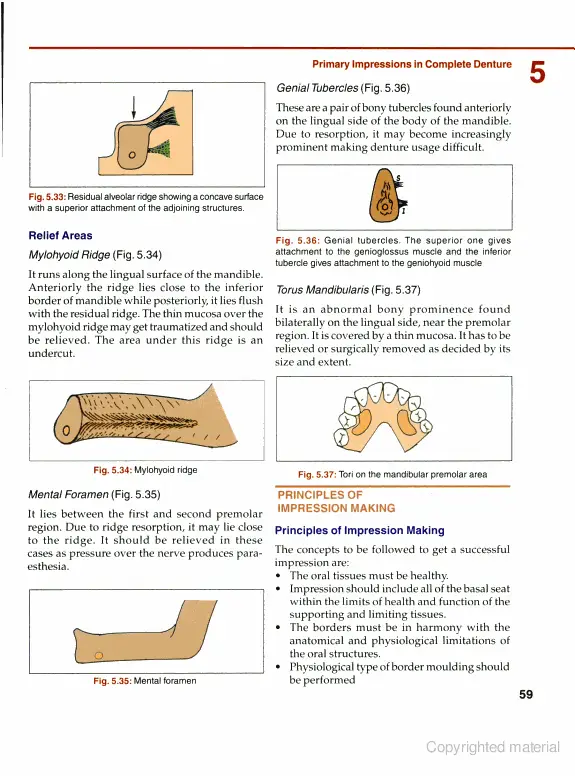 Primary Impressions in Complete Denture
5
Fig. 5.33: Residual alveolar ridge showing a concave surface
with a superior attachment of the adjoining structures.
Relief Areas
Mylohyoid Ridge (Fig. 5.34)
It runs along the lingual surface of the mandible.
Anteriorly the ridge lies close to the inferior
border of mandible while posteriorly, it lies flush
with the residual ridge. The thin mucosa over the
mylohyoid ridge may get traumatized and should
be relieved. The area under this ridge is an
undercut.
Fig. 5.34: Mylohyoid ridge
Mental Foramen (Fig. 5.35)
It lies between the first and second premolar
region. Due to ridge resorption, it may lie close
to the ridge. It should be relieved in these
cases as pressure over the nerve produces para-
esthesia.
Fig. 5.35: Mental foramen
Genial Tubercles (Fig. 5.36)
These are a pair of bony tubercles found anteriorly
on the lingual side of the body of the mandible.
Due to resorption, it may become increasingly
prominent making denture usage difficult.
S
I
Fig. 5.36: Genial tubercles. The superior one gives
attachment to the genioglossus muscle and the inferior
tubercle gives attachment to the geniohyoid muscle
Torus Mandibularis (Fig. 5.37)
It is an abnormal bony prominence found
bilaterally on the lingual side, near the premolar
region. It is covered by a thin mucosa. It has to be
relieved or surgically removed as decided by its
size and extent.
Fig. 5.37: Tori on the mandibular premolar area
PRINCIPLES OF
IMPRESSION MAKING
Principles of Impression Making
The concepts to be followed to get a successful
impression are:
• The oral tissues must be healthy.
• Impression should include all of the basal seat
within the limits of health and function of the
supporting and limiting tissues.
• The borders must be in harmony with the
anatomical and physiological limitations of
the oral structures.
• Physiological type of border moulding should
be performed
59
Copyrighted material